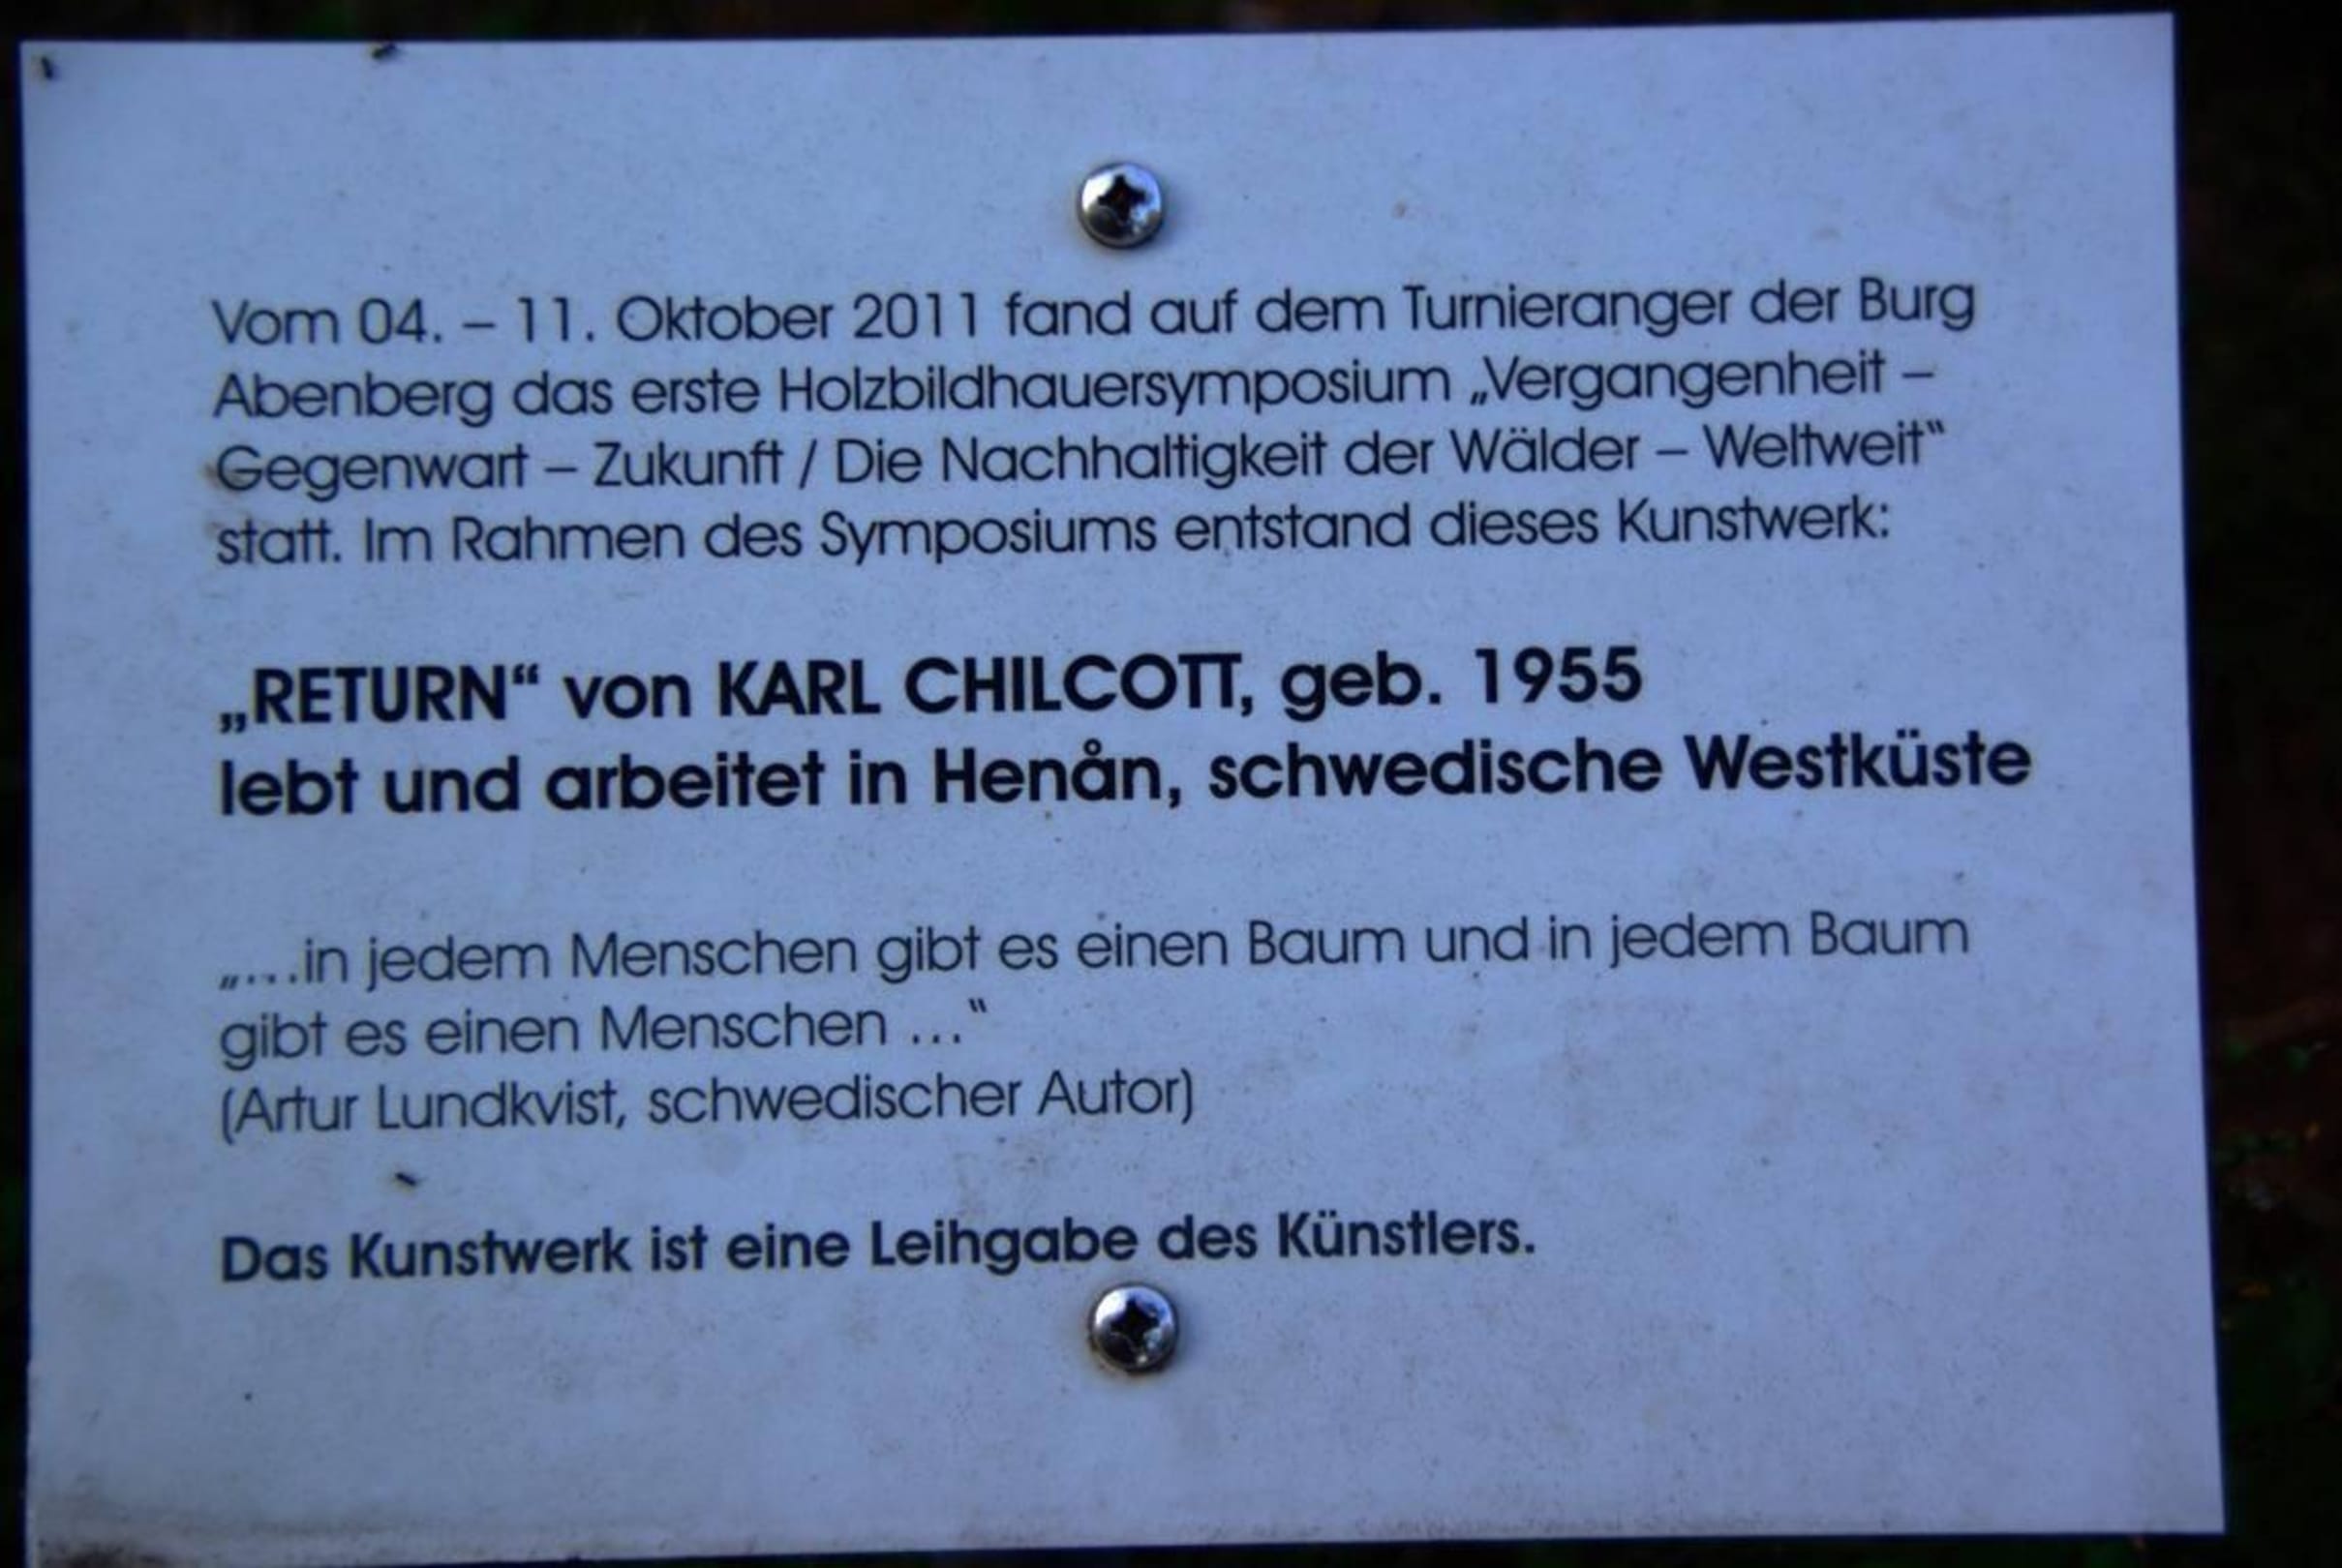 Vom 04. – 11. Oktober 2011 fand auf dem Turnieranger der Burg
Abenberg das erste Holzbildhauersymposium „Vergangenheit –
Gegenwart – Zukunft / Die Nachhaltigkeit der Wälder – Weltweit“
statt. Im Rahmen des Symposiums entstand dieses Kunstwerk:
„RETURN“ von KARL CHILCOTT, geb. 1955
lebt und arbeitet in Henån, schwedische Westküste
„...in jedem Menschen gibt es einen Baum und in jedem Baum
gibt es einen Menschen ...“
(Artur Lundkvist, schwedischer Autor)
Das Kunstwerk ist eine Leihgabe des Künstlers.